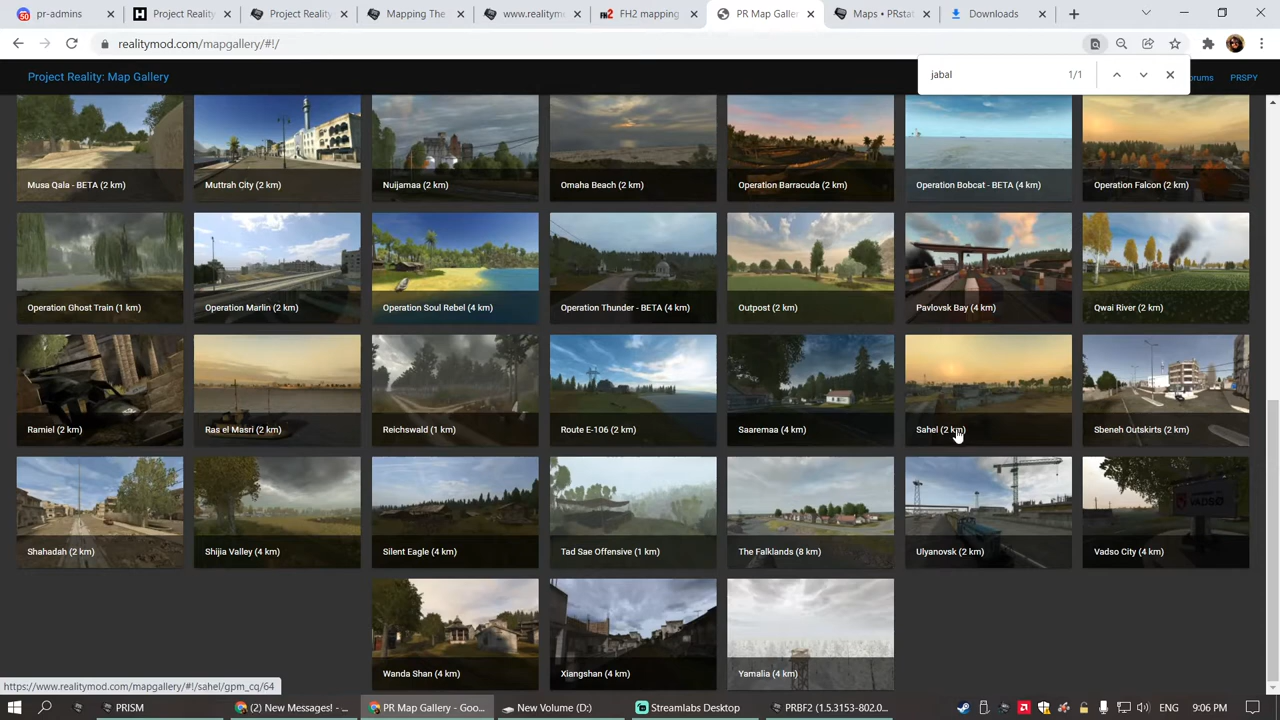 50 pr-admins
Project Realit
Project Realit
Mapping The
www.realitym
FH2 FH2 mapping
PR Map Galler
Maps • PRstat
Downloads
realitymod.com/mapgallery/#!/
jabal 1/1
Project Reality: Map Gallery
orums PRSPY
Musa Qala - BETA (2 km)
Muttrah City (2 km)
Nuijamaa (2 km)
Omaha Beach (2 km)
Operation Barracuda (2 km)
Operation Bobcat - BETA (4 km)
Operation Falcon (2 km)
Operation Ghost Train (1 km)
Operation Marlin (2 km)
Operation Soul Rebel (4 km)
Operation Thunder - BETA (4 km)
Outpost (2 km)
Pavlovsk Bay (4 km)
Qwai River (2 km)
Ramiel (2 km)
Ras el Masri (2 km)
Reichswald (1 km)
Route E-106 (2 km)
Saaremaa (4 km)
Sahel (2 km)
Sbeneh Outskirts (2 km)
VADSØ
Shahadah (2 km)
Shijia Valley (4 km)
Silent Eagle (4 km)
Tad Sae Offensive (1 km)
The Falklands (8 km)
Ulyanovsk (2 km)
Vadso City (4 km)
Wanda Shan (4 km)
Xiangshan (4 km)
Yamalia (4 km)
https://www.realitymod.com/mapgallery/#!/sahel/gpm_cq/64
PRISM
(2) New Messages! - ...
PR Map Gallery - Goo...
New Volume (D:)
Streamlabs Desktop
PRBF2 (1.5.3153-802.0...
9:06 PM